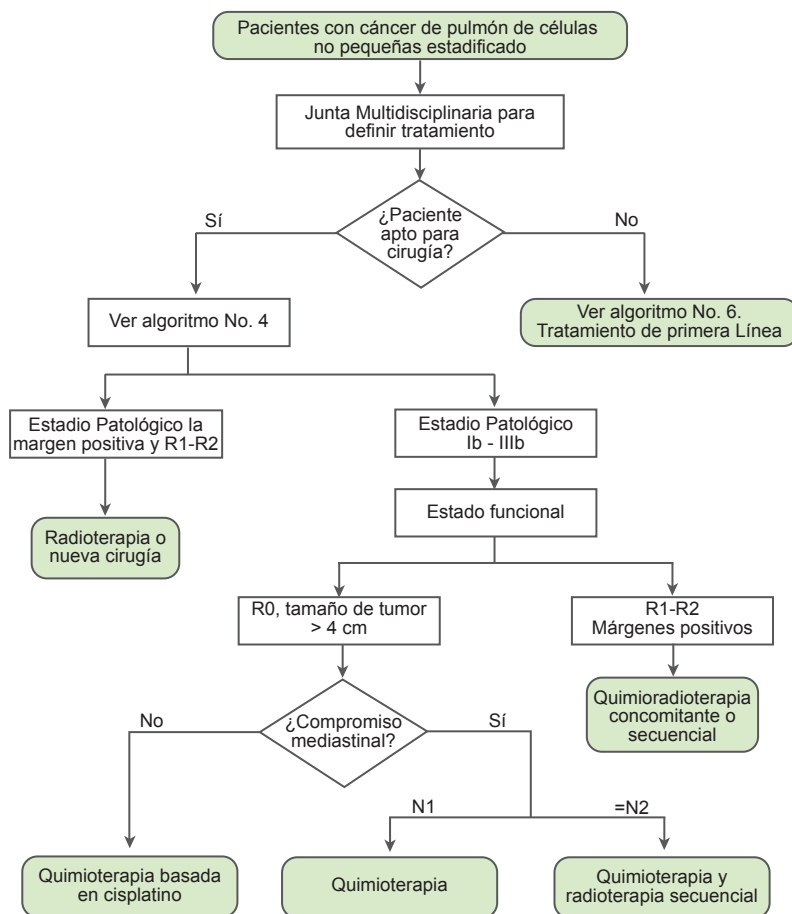 Pacientes con cáncer de pulmón de células
no pequeñas estadificado
Junta Multidisciplinaria para
definir tratamiento
¿Paciente
apto para
cirugía?
Sí
No
Ver algoritmo No. 4
Ver algoritmo No. 6.
Tratamiento de primera Línea
Estadio Patológico la
margen positiva y R1-R2
Estadio Patológico
Ib - IIIb
Radioterapia o
nueva cirugía
Estado funcional
R0, tamaño de tumor
> 4 cm
R1-R2
Márgenes positivos
Quimioradioterapia
concomitante o
secuencial
¿Compromiso
mediastinal?
No
Sí
N1
=N2
Quimioterapia basada
en cisplatino
Quimioterapia
Quimioterapia y
radioterapia secuencial